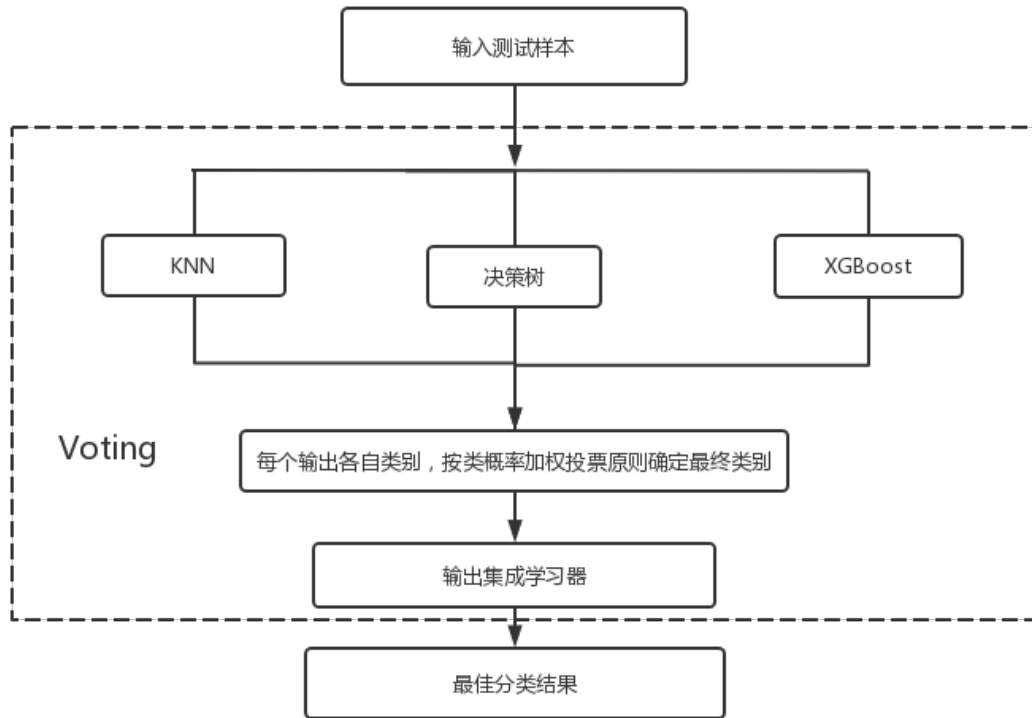 输入测试样本
KNN
决策树
XGBoost
Voting
每个输出各自类别，按类概率加权投票原则确定最终类别
输出集成学习器
最佳分类结果